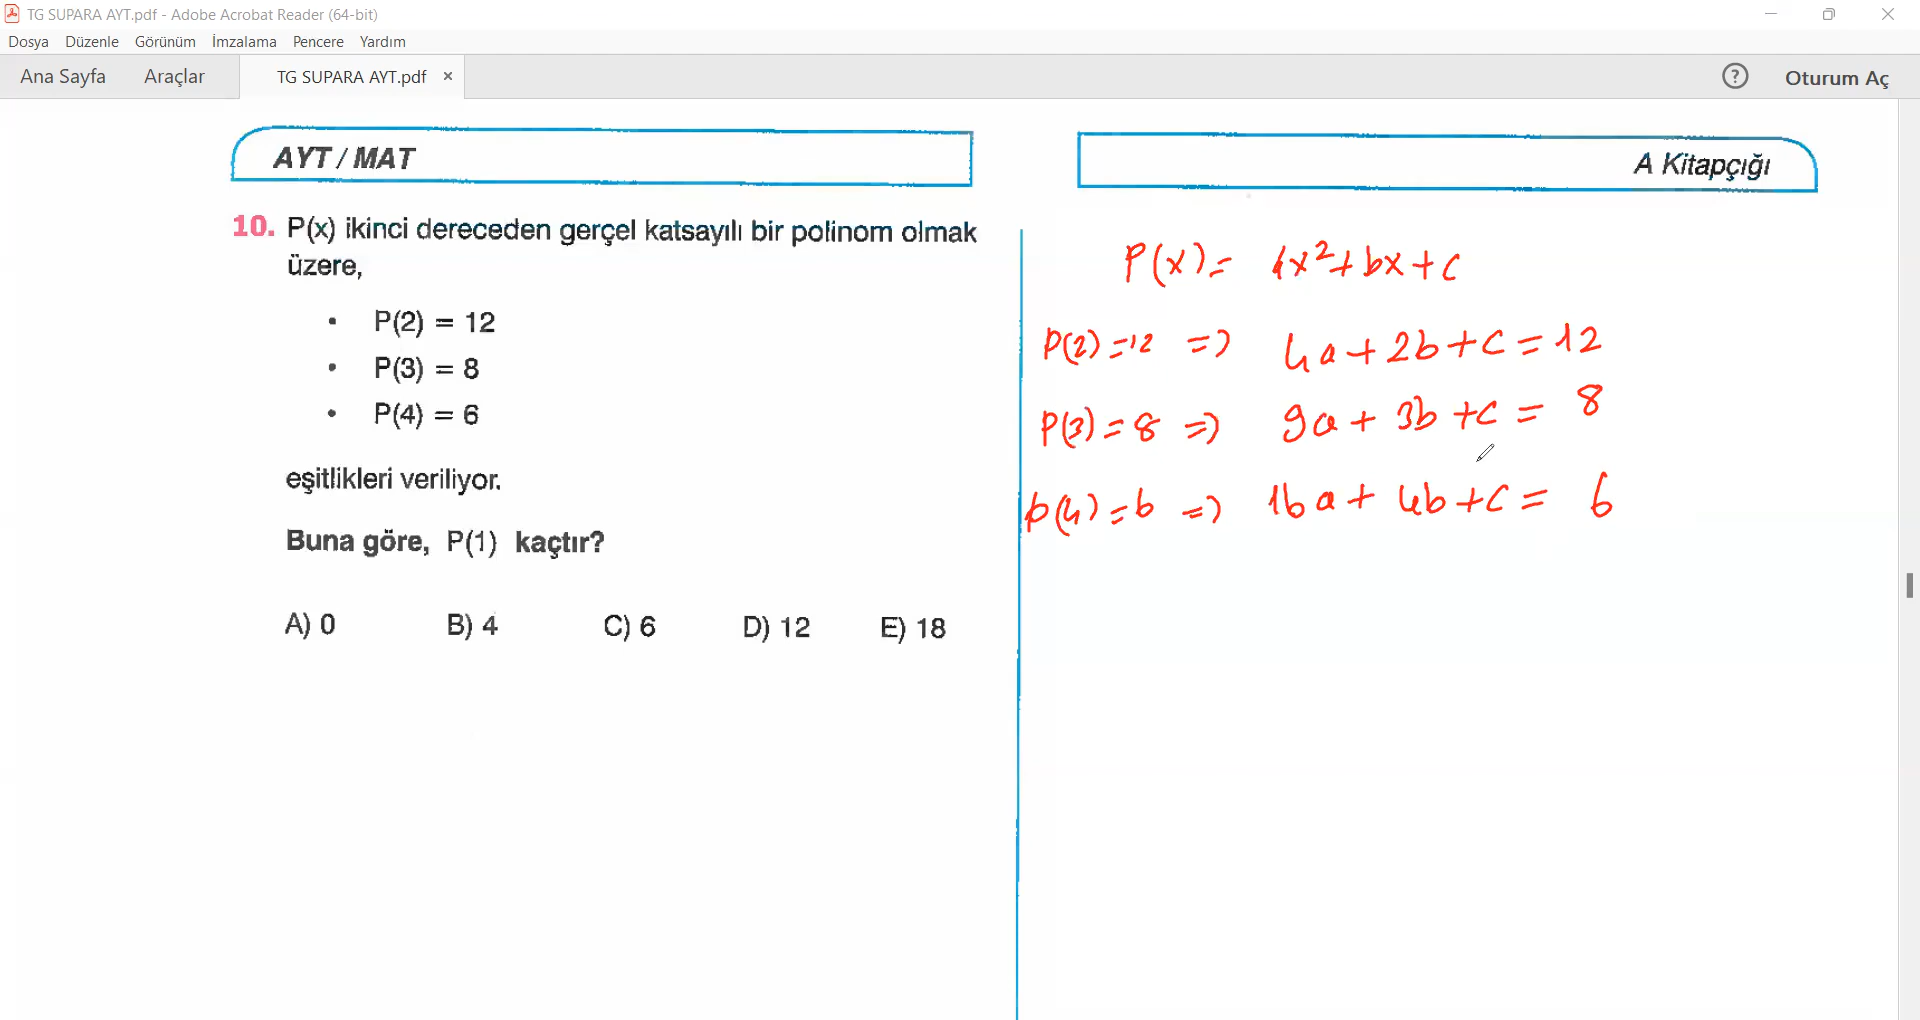 TG SUPARA AYT.pdf - Adobe Acrobat Reader (64-bit)
Dosya Düzenle Görünüm İmzalama Pencere Yardım
Ana Sayfa Araçlar TG SUPARA AYT.pdf × ? Oturum Aç
AYT / MAT
A Kitapçığı
10. P(x) ikinci dereceden gerçel katsayılı bir polinom olmak
üzere,
• P(2) = 12
• P(3) = 8
• P(4) = 6
eşitlikleri veriliyor.
Buna göre, P(1) kaçtır?
A) 0 B) 4 C) 6 D) 12 E) 18
P(x) = ax²+bx+c
P(2)=12 => 4a+2b+c=12
P(3)=8 => 9a+3b+c=8
P(4)=6 => 16a+4b+c=6